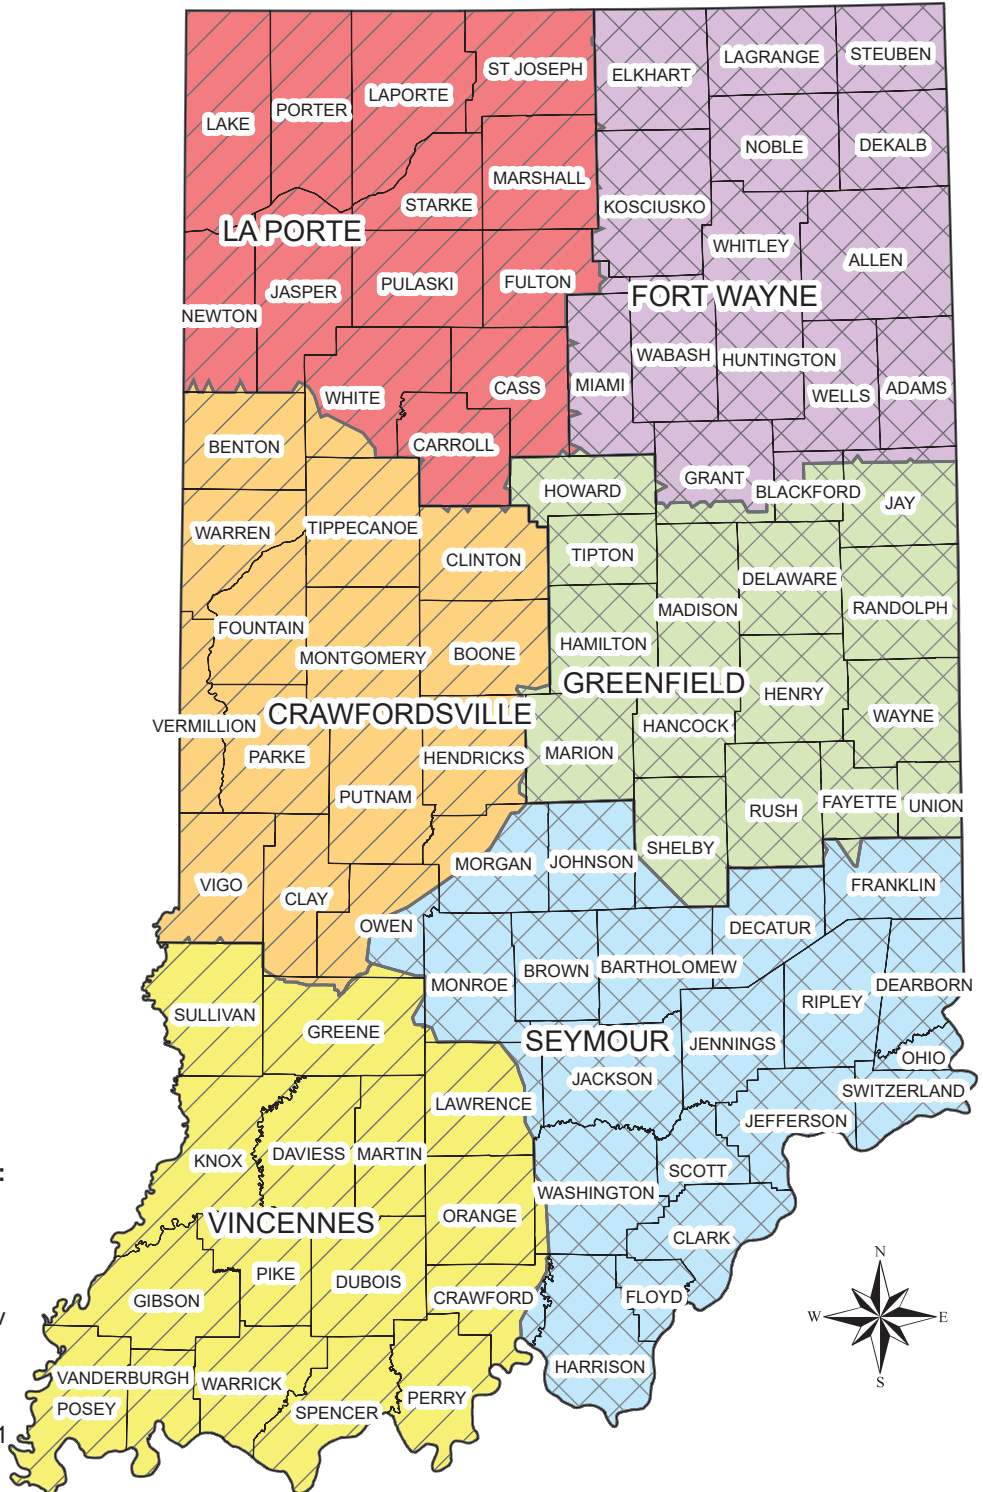 ST JOSEPH
ELKHART
LAGRANGE
STEUBEN
LAKE
PORTER
LAPORTE
NOBLE
DEKALB
MARSHALL
STARKE
KOSCIUSKO
LA PORTE
WHITLEY
ALLEN
NEWTON
JASPER
PULASKI
FULTON
FORT WAYNE
WABASH
HUNTINGTON
WHITE
CASS
MIAMI
WELLS
ADAMS
BENTON
CARROLL
HOWARD
GRANT
BLACKFORD
JAY
WARREN
TIPPECANOE
CLINTON
TIPTON
DELAWARE
MADISON
RANDOLPH
FOUNTAIN
MONTGOMERY
BOONE
HAMILTON
GREENFIELD
HENRY
VERMILLION
CRAWFORDSVILLE
HANCOCK
WAYNE
PARKE
HENDRICKS
MARION
PUTNAM
RUSH
FAYETTE
UNION
VIGO
CLAY
MORGAN
JOHNSON
SHELBY
FRANKLIN
OWEN
DECATUR
MONROE
BROWN
BARTHOLOMEW
RIPLEY
DEARBORN
SULLIVAN
GREENE
SEYMOUR
JENNINGS
OHIO
JACKSON
SWITZERLAND
LAWRENCE
JEFFERSON
KNOX
DAVIESS
MARTIN
SCOTT
:
WASHINGTON
VINCENNES
ORANGE
CLARK
N
PIKE
DUBOIS
GIBSON
CRAWFORD
FLOYD
W
E
HARRISON
S
VANDERBURGH
WARRICK
PERRY
POSEY
SPENCER
1